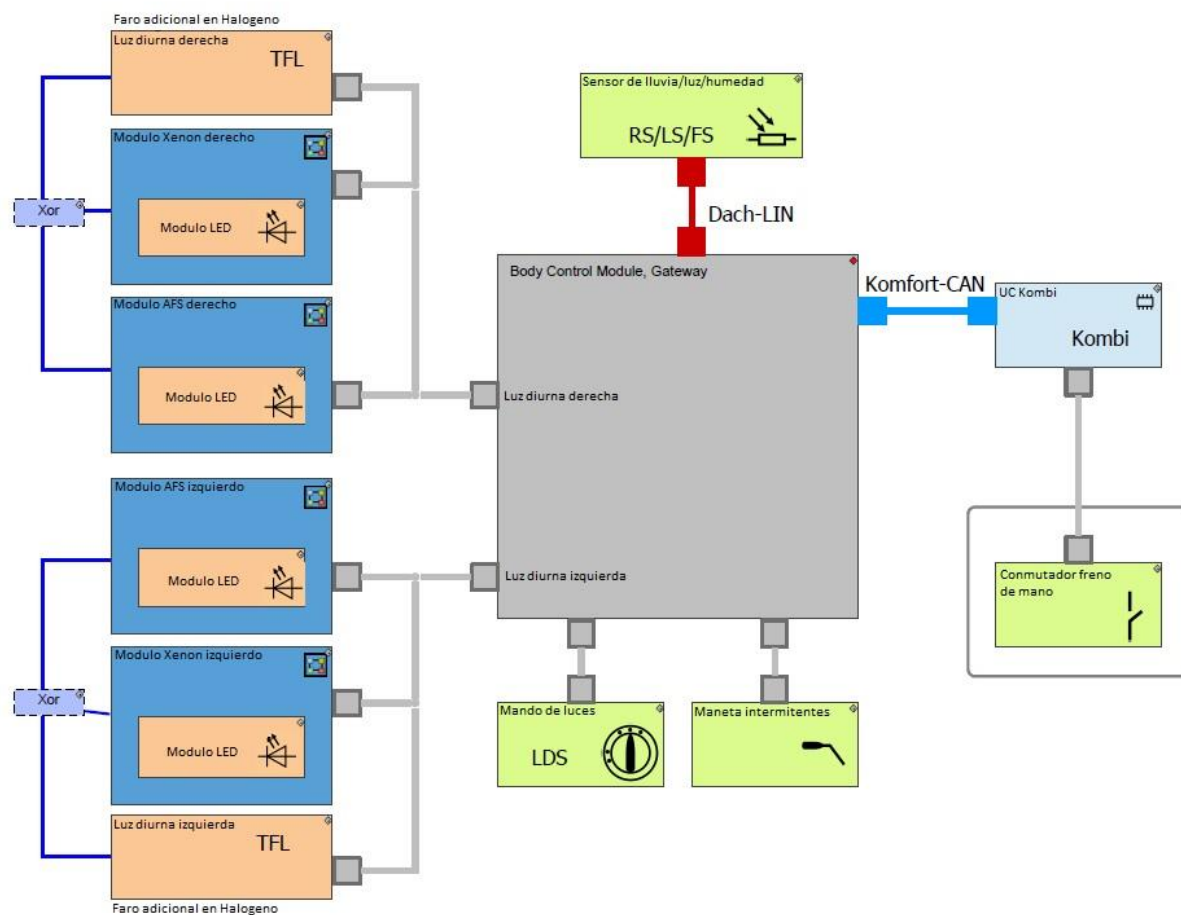 Faro adicional en Halogeno
Luz diurna derecha
TFL
Modulo Xenon derecho
Modulo LED
Xor
Modulo AFS derecho
Modulo LED
Modulo AFS izquierdo
Modulo LED
Modulo Xenon izquierdo
Xor
Modulo LED
Luz diurna izquierda
TFL
Faro adicional en Halogeno
Sensor de lluvia/luz/humedad
RS/LS/FS
Dach-LIN
Body Control Module, Gateway
Luz diurna derecha
Luz diurna izquierda
Komfort-CAN
UC Kombi
Kombi
Conmutador freno
de mano
Mando de luces
LDS
Maneta intermitentes